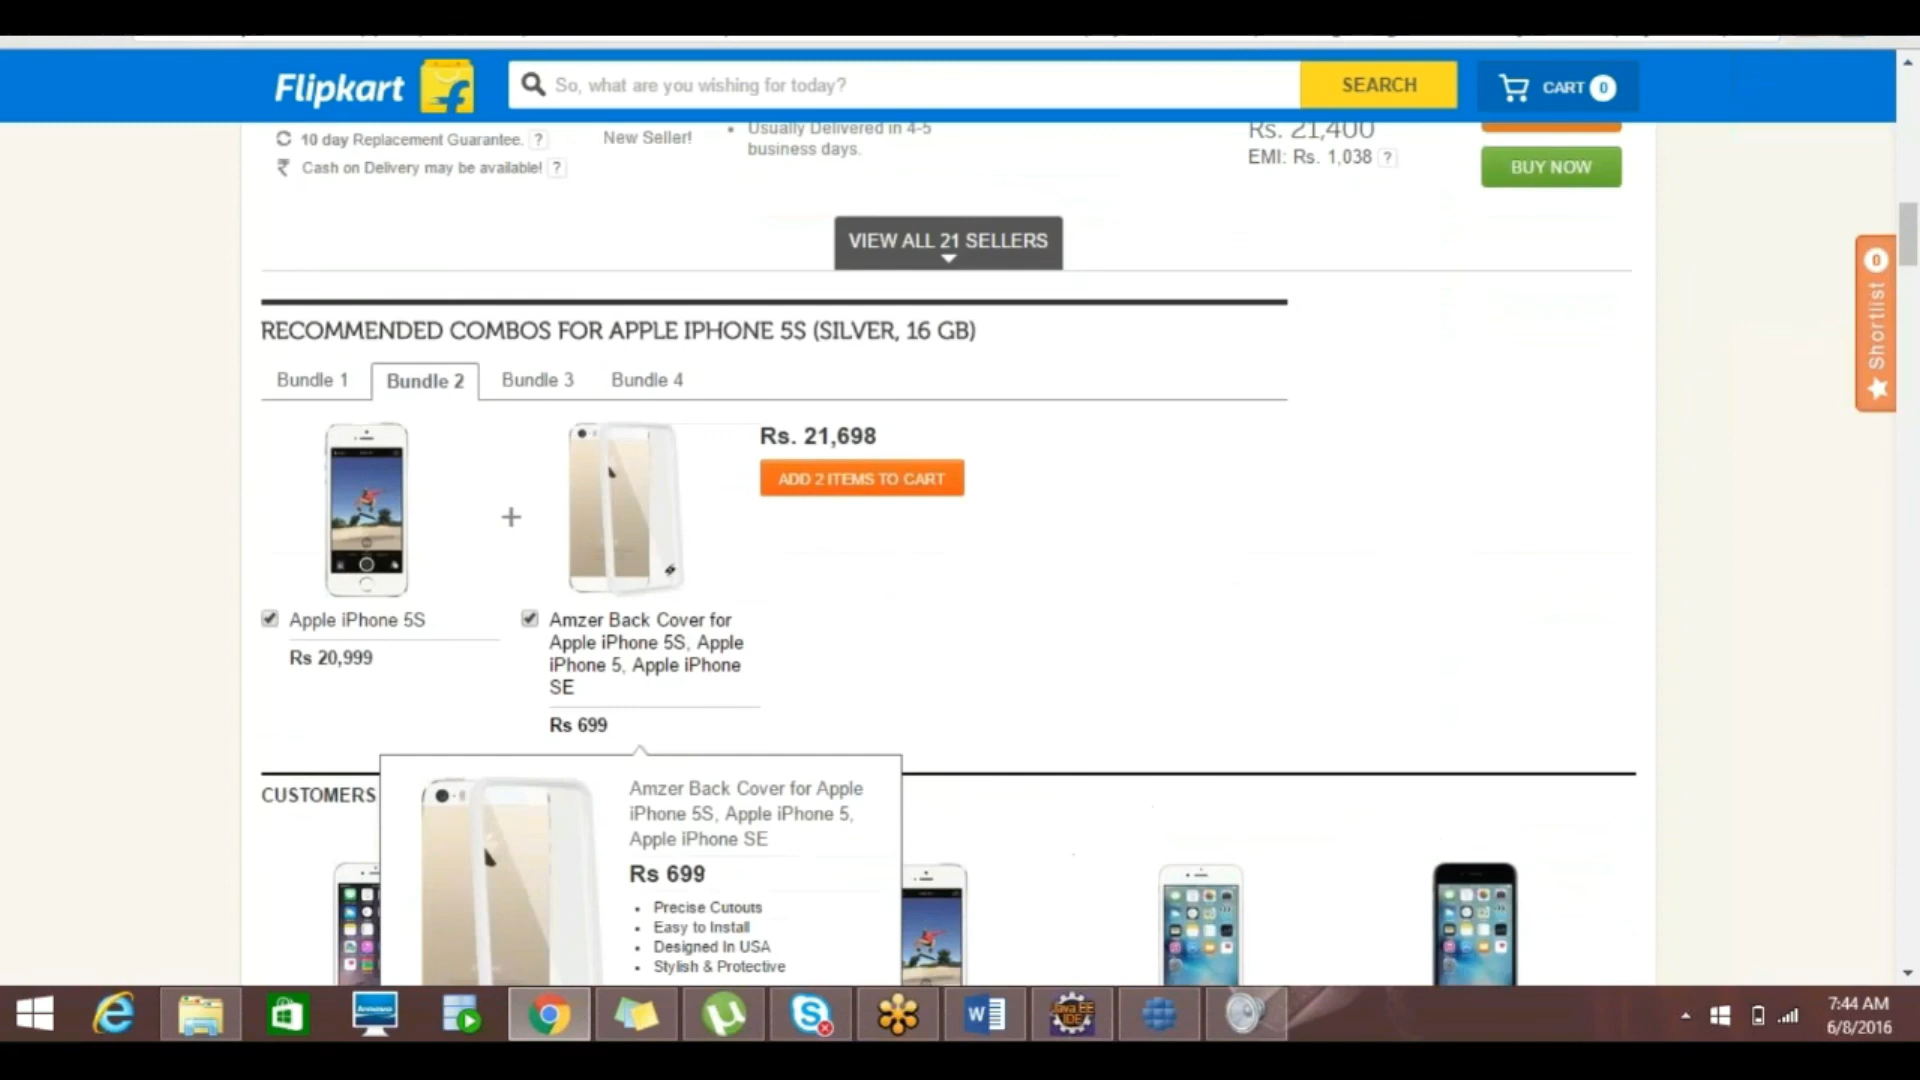 Flipkart
So, what are you wishing for today?
SEARCH
CART 0
10 day Replacement Guarantee. ?
Cash on Delivery may be available! ?
New Seller!
Usually Delivered in 4-5
business days.
Rs. 21,400
EMI: Rs. 1,038 ?
BUY NOW
VIEW ALL 21 SELLERS
0
Shortlist
RECOMMENDED COMBOS FOR APPLE IPHONE 5S (SILVER, 16 GB)
Bundle 1 Bundle 2 Bundle 3 Bundle 4
Rs. 21,698
ADD 2 ITEMS TO CART
+
Apple iPhone 5S
Rs 20,999
Amzer Back Cover for
Apple iPhone 5S, Apple
iPhone 5, Apple iPhone
SE
Rs 699
CUSTOMERS
Amzer Back Cover for Apple
iPhone 5S, Apple iPhone 5,
Apple iPhone SE
Rs 699
Precise Cutouts
Easy to Install
Designed In USA
Stylish & Protective
lenovo
Java EE
IDE
7:44 AM
6/8/2016